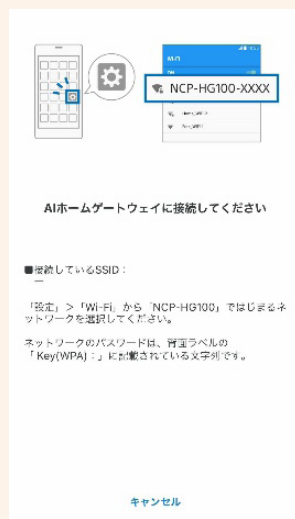 Wi-Fi
ON
NCP-HG100-XXXX
AIホームゲートウェイに接続してください
■接続しているSSID：
—
「設定」＞「Wi-Fi」から「NCP-HG100」ではじまるネ
ットワークを選択してください。
ネットワークのパスワードは、背面ラベルの
「Key(WPA)：」に記載されている文字列です。
キャンセル